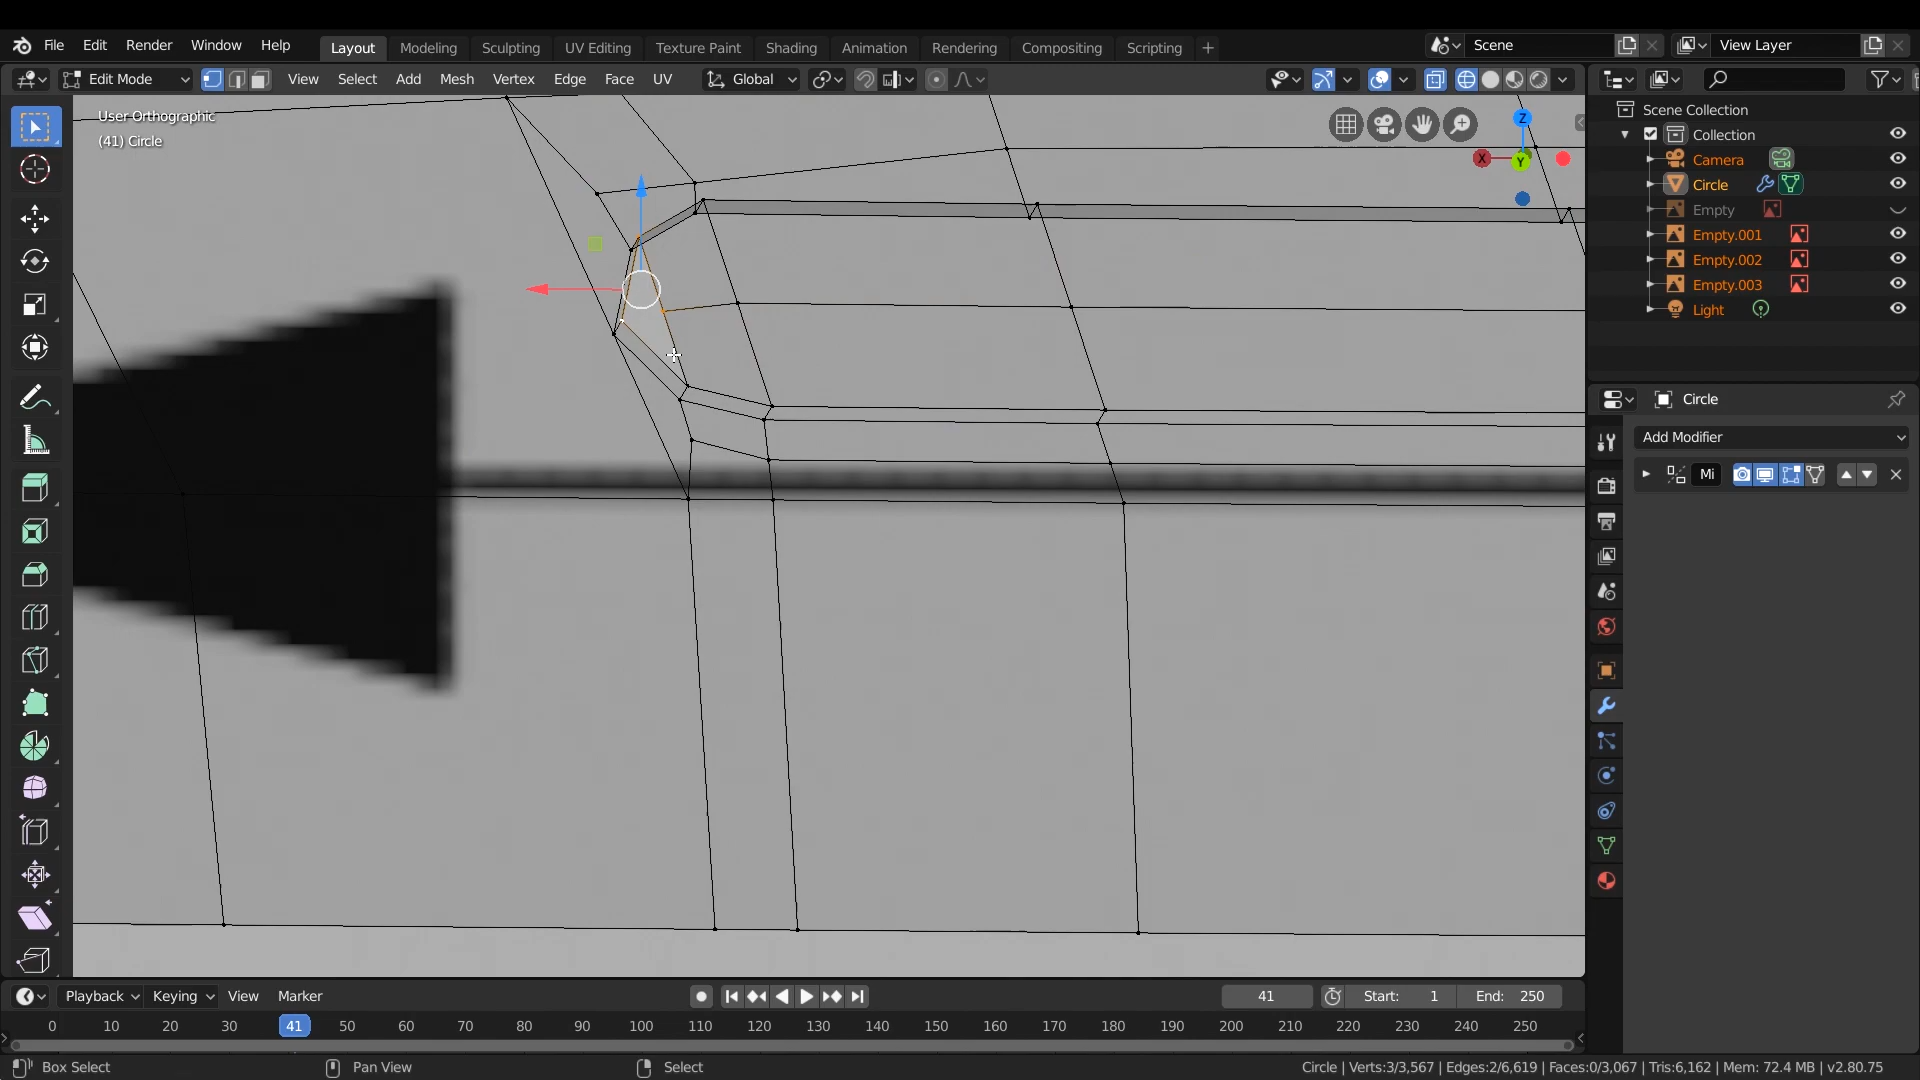 File Edit Render Window Help Layout Modeling Sculpting UV Editing Texture Paint Shading Animation Rendering Compositing Scripting + Scene View Layer
Edit Mode View Select Add Mesh Vertex Edge Face UV Global
User Orthographic
(41) Circle
Z
X
Y
Scene Collection
Collection
Camera
Circle
Empty
Empty.001
Empty.002
Empty.003
Light
Circle
Add Modifier
Mi
Playback Keying View Marker 41 Start: 1 End: 250
0 10 20 30 41 50 60 70 80 90 100 110 120 130 140 150 160 170 180 190 200 210 220 230 240 250
Box Select Pan View Select Circle | Verts:3/3,567 | Edges:2/6,619 | Faces:0/3,067 | Tris:6,162 | Mem: 72.4 MB | v2.80.75